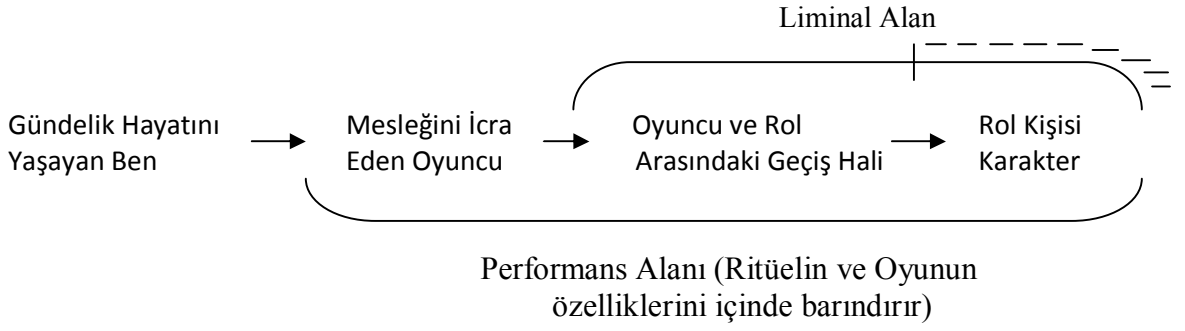 Liminal Alan
Gündelik Hayatını
Yaşayan Ben
Mesleğini İcra
Eden Oyuncu
Oyuncu ve Rol
Arasındaki Geçiş Hali
Rol Kişisi
Karakter
Performans Alanı (Ritüelin ve Oyunun
özelliklerini içinde barındırır)